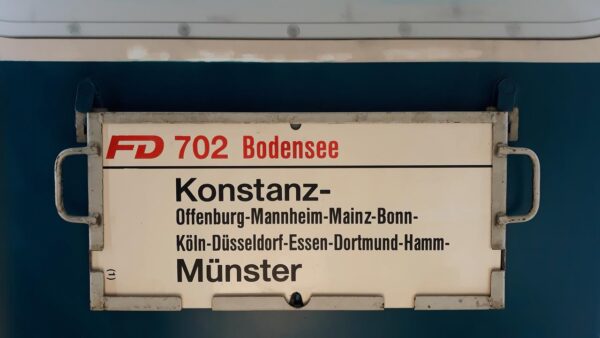 FD 702 Bodensee
Konstanz-
Offenburg-Mannheim-Mainz-Bonn-
Köln-Düsseldorf-Essen-Dortmund-Hamm-
Münster